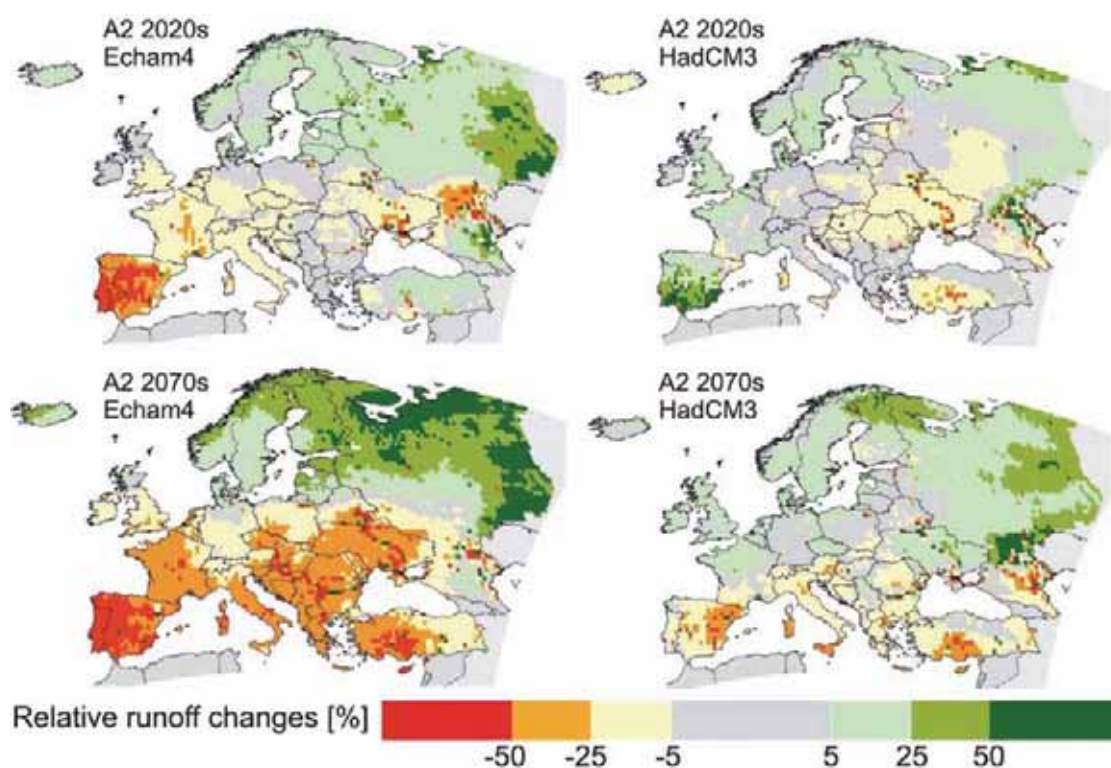 A2 2020s
Echam4
A2 2020s
HadCM3
A2 2070s
Echam4
A2 2070s
HadCM3
Relative runoff changes [%]
-50 -25 -5 5 25 50